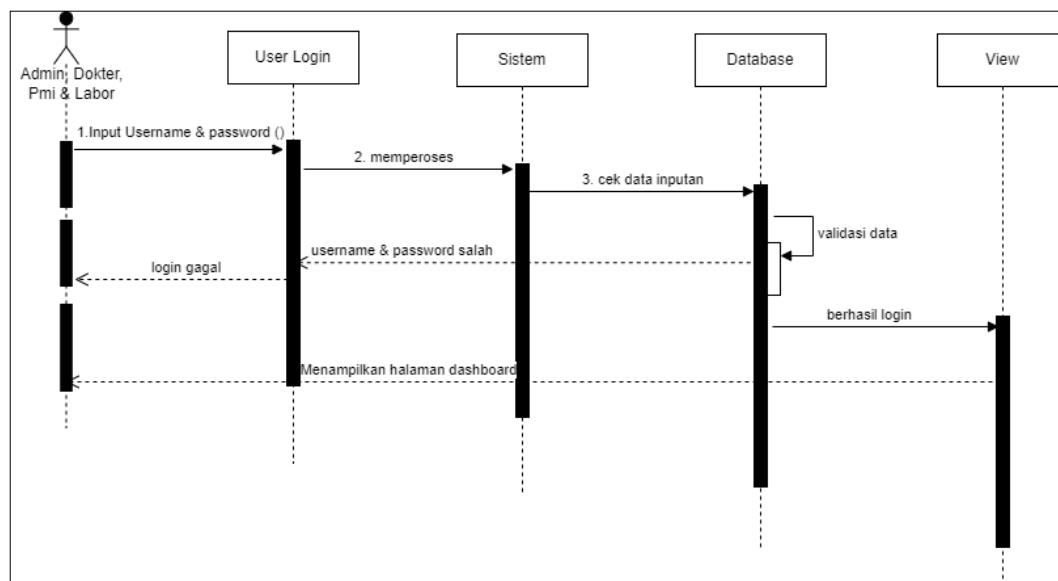 Admin, Dokter,
Pmi & Labor
User Login
Sistem
Database
View
1.Input Username & password ()
2. memperoses
3. cek data inputan
validasi data
username & password salah
login gagal
berhasil login
Menampilkan halaman dashboard